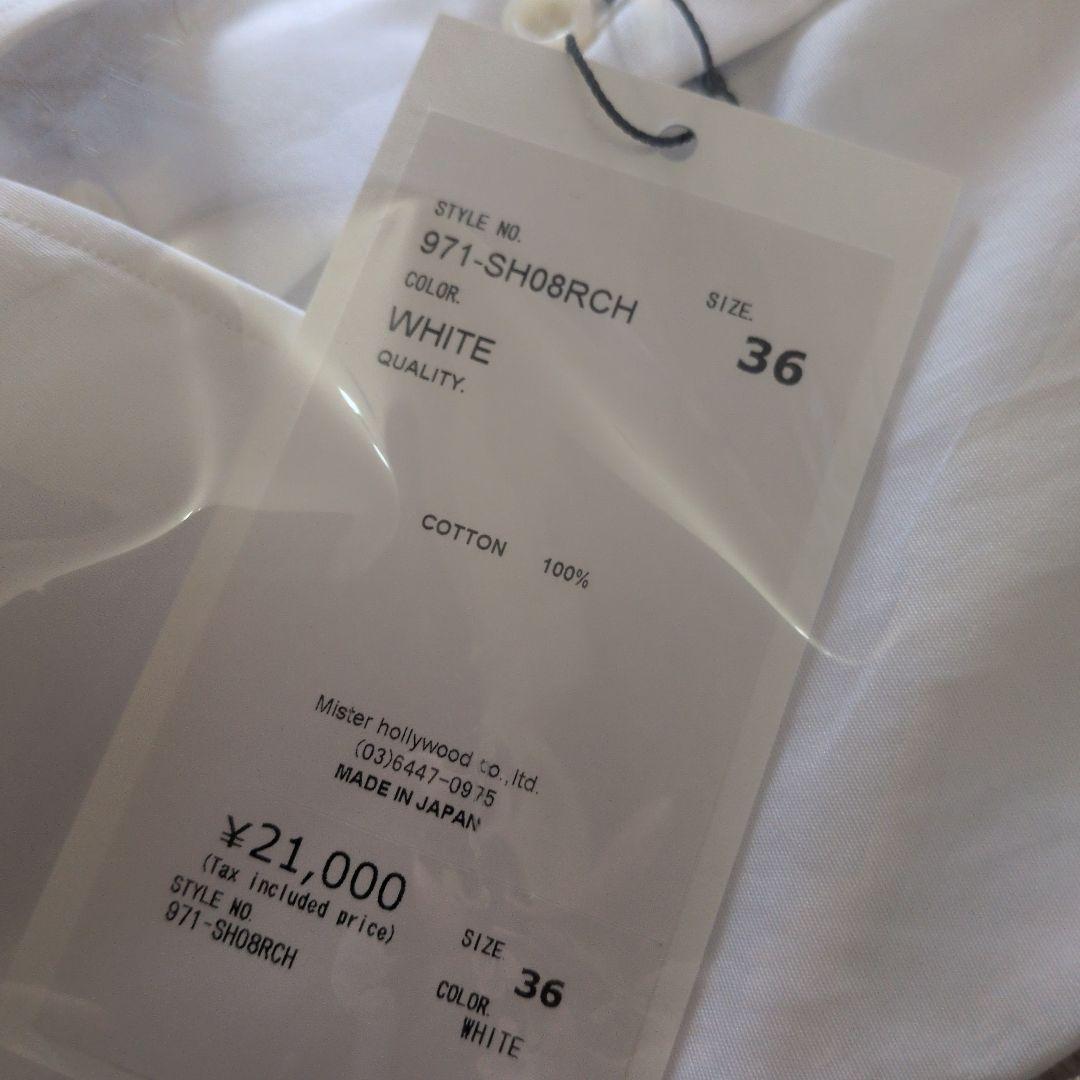 STYLE NO.
971-SH08RCH
COLOR.
WHITE
SIZE.
36
QUALITY.
COTTON 100%
Mister hollywood co.,ltd.
(03)6447-0975
MADE IN JAPAN
¥21,000
(Tax included price)
STYLE NO.
971-SH08RCH
SIZE
36
COLOR.
WHITE